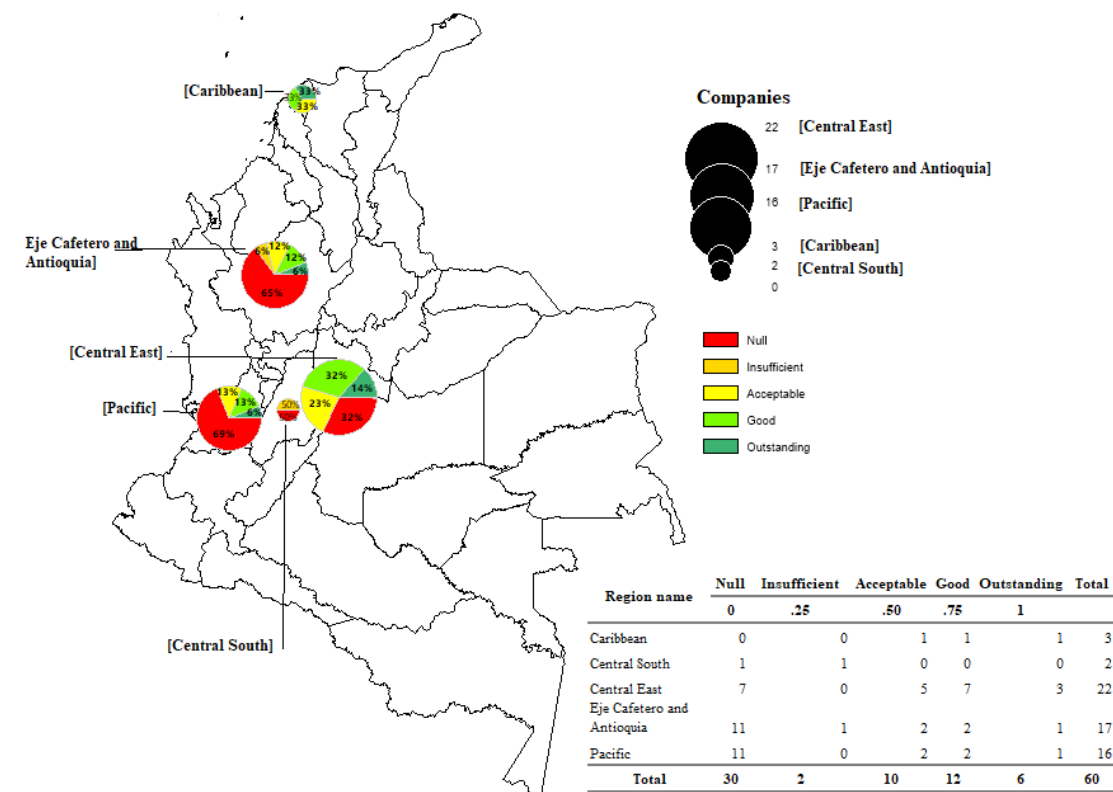 [Caribbean]
33%
33%
Eje Cafetero and
Antioquia]
6%
12%
12%
6%
65%
[Central East]
32%
14%
23%
32%
[Pacific]
13%
13%
6%
69%
50%
50%
[Central South]
Companies
22 [Central East]
17 [Eje Cafetero and Antioquia]
16 [Pacific]
3 [Caribbean]
2 [Central South]
0
Null
Insufficient
Acceptable
Good
Outstanding
Region name Null Insufficient Acceptable Good Outstanding Total
0 .25 .50 .75 1
Caribbean 0 0 1 1 1 3
Central South 1 1 0 0 0 2
Central East 7 0 5 7 3 22
Eje Cafetero and
Antioquia 11 1 2 2 1 17
Pacific 11 0 2 2 1 16
Total 30 2 10 12 6 60